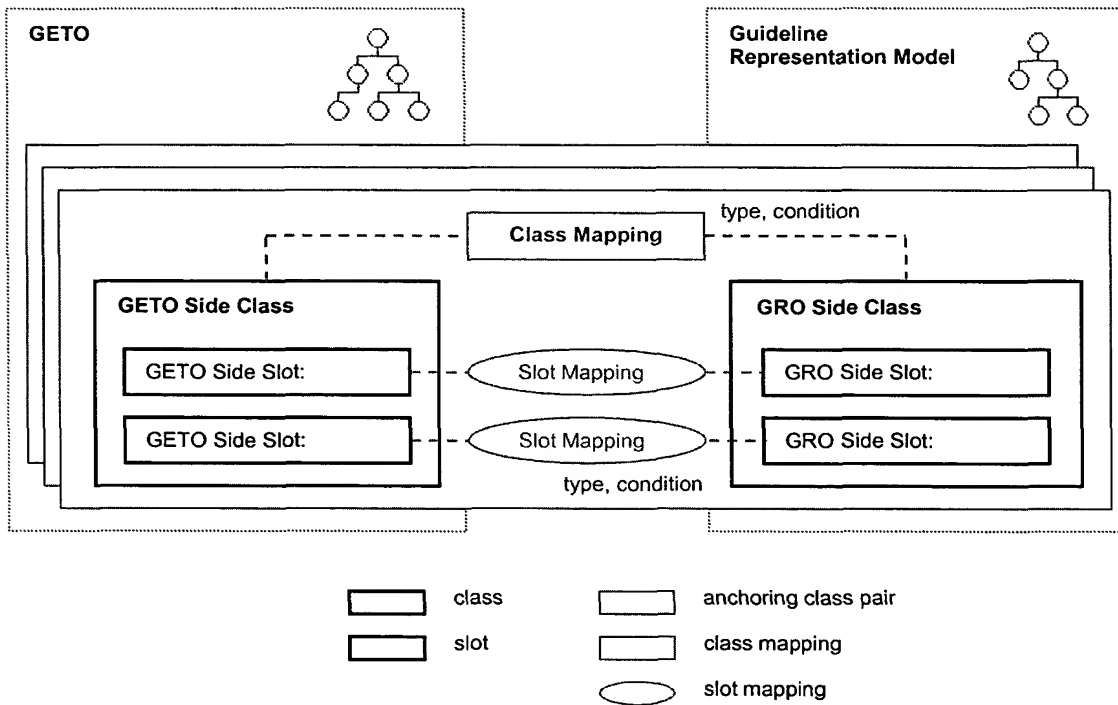 GETO
Guideline
Representation Model
type, condition
Class Mapping
GETO Side Class
GRO Side Class
GETO Side Slot:
Slot Mapping
GRO Side Slot:
GETO Side Slot:
Slot Mapping
GRO Side Slot:
type, condition
class
anchoring class pair
slot
class mapping
slot mapping